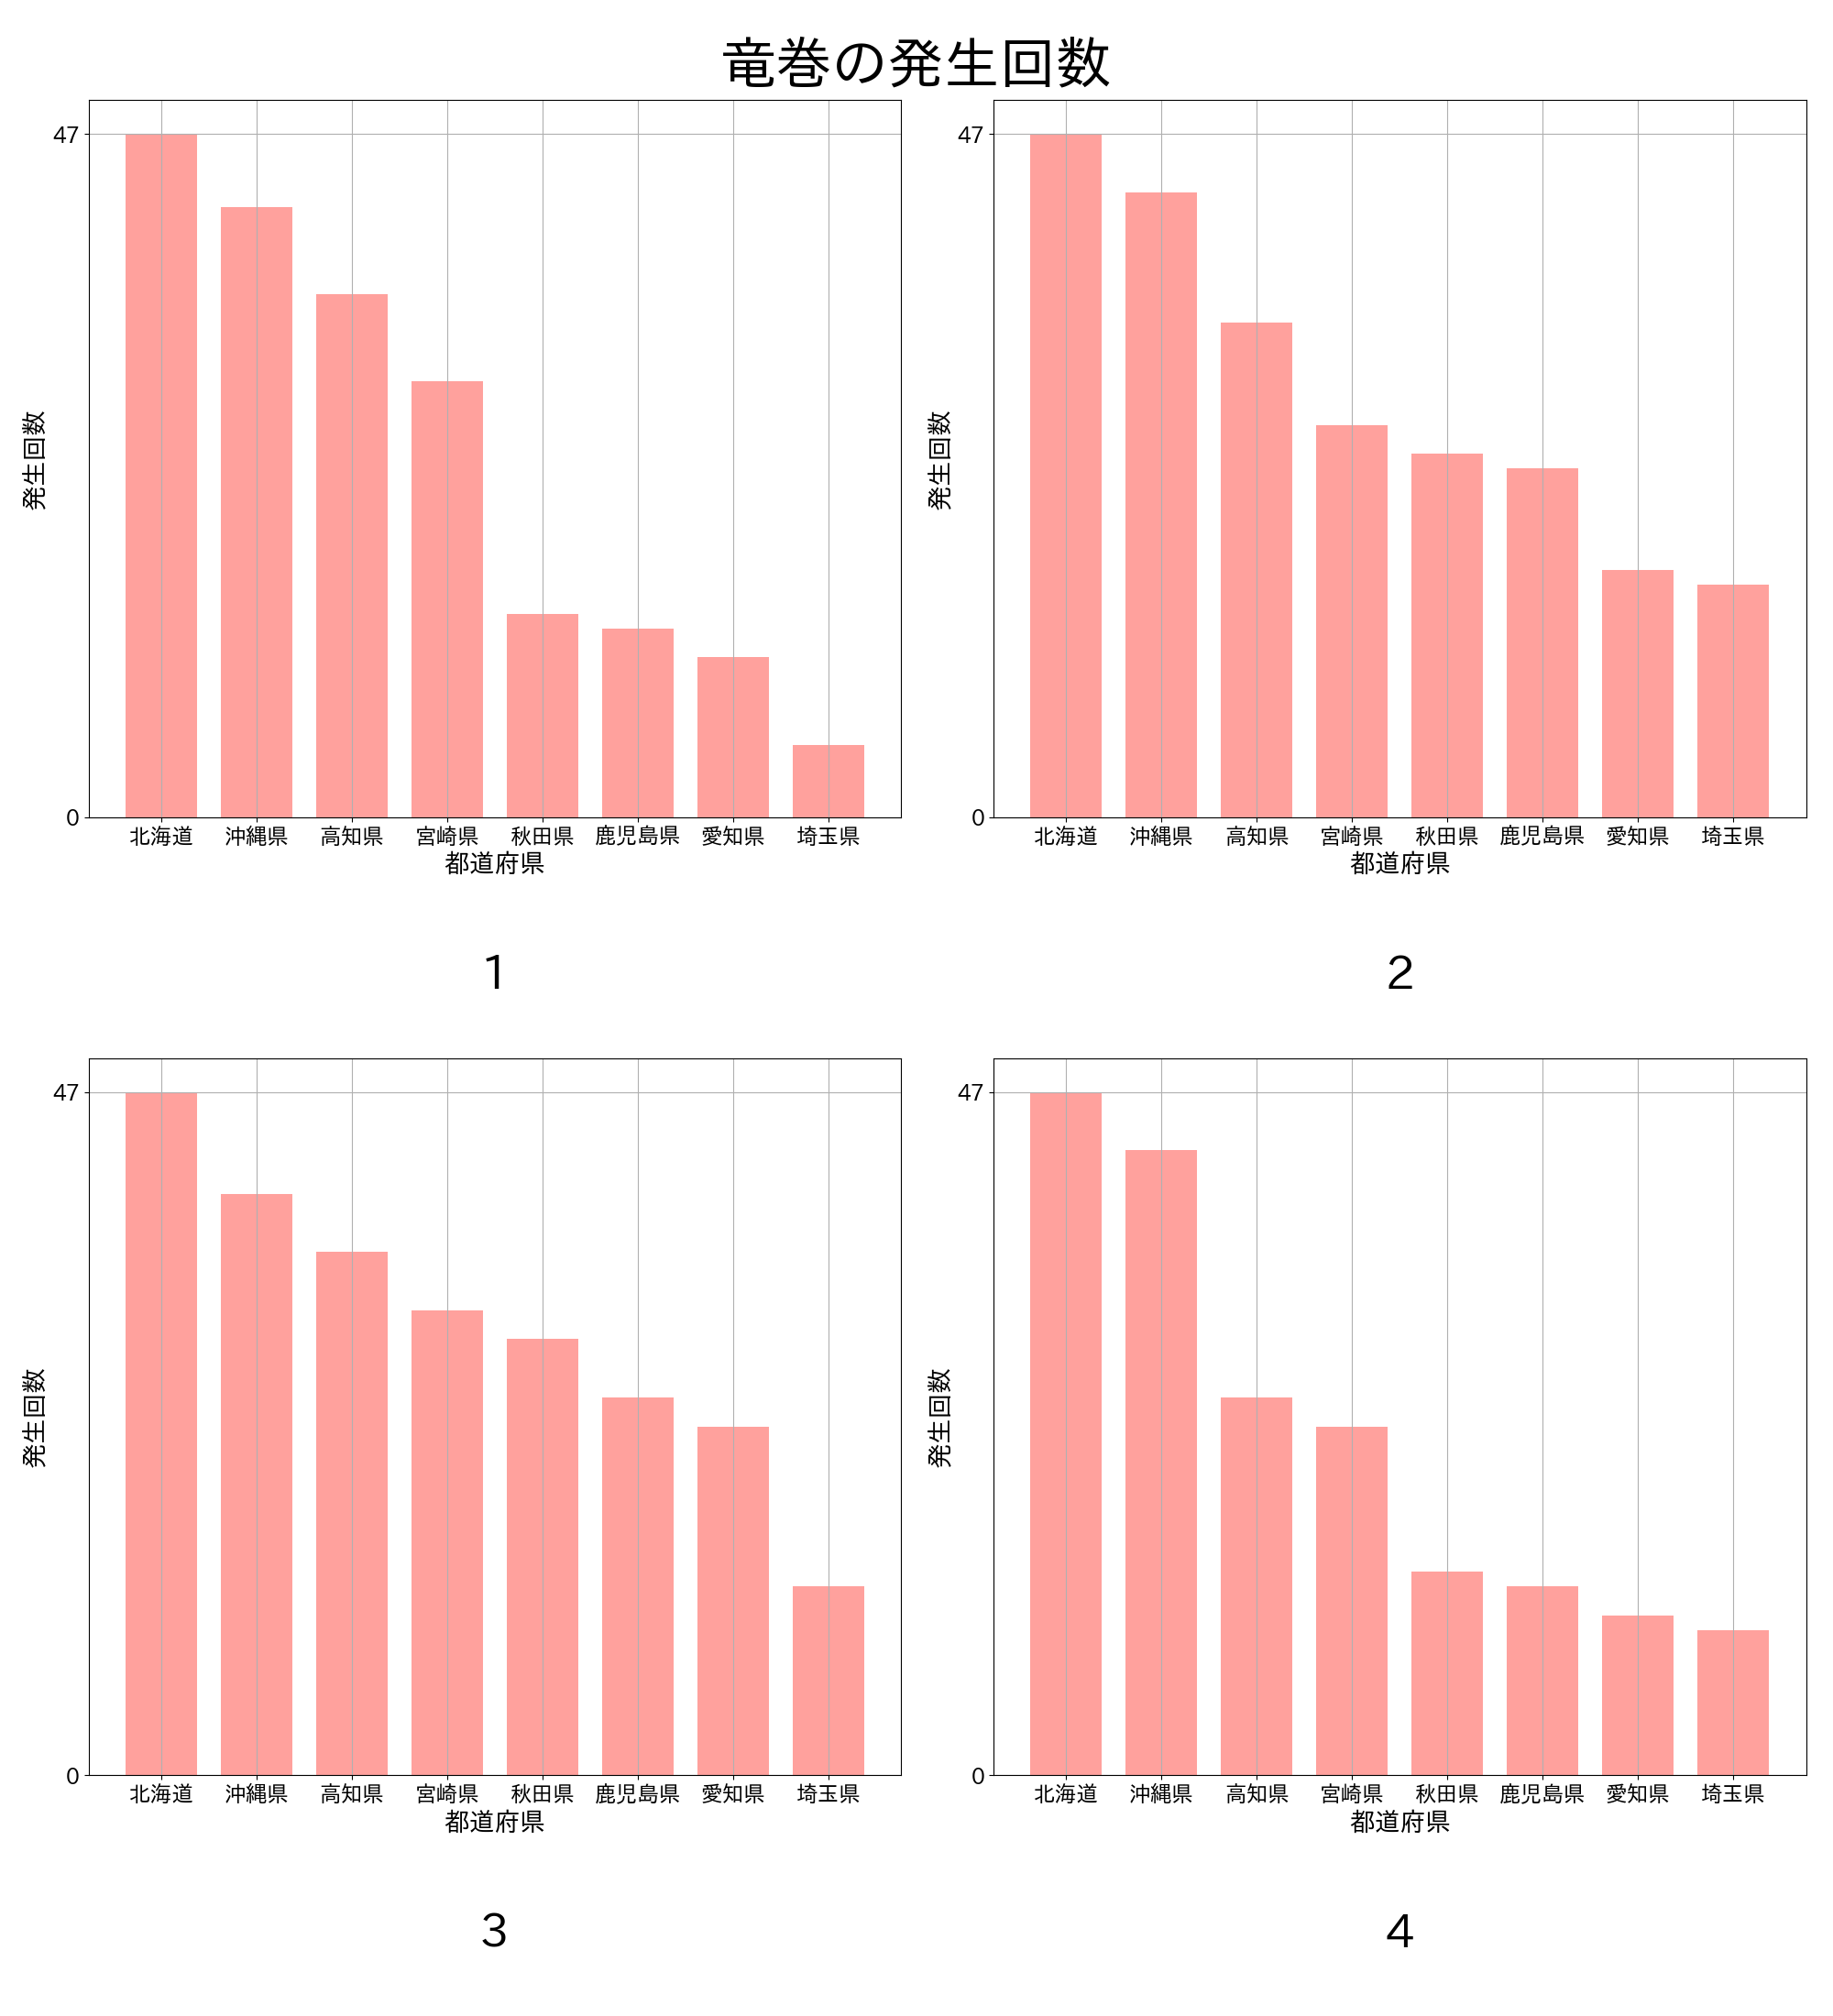 竜巻の発生回数
47
発生回数
0
北海道 沖縄県 高知県 宮崎県 秋田県 鹿児島県 愛知県 埼玉県
都道府県
1
47
発生回数
0
北海道 沖縄県 高知県 宮崎県 秋田県 鹿児島県 愛知県 埼玉県
都道府県
2
47
発生回数
0
北海道 沖縄県 高知県 宮崎県 秋田県 鹿児島県 愛知県 埼玉県
都道府県
3
47
発生回数
0
北海道 沖縄県 高知県 宮崎県 秋田県 鹿児島県 愛知県 埼玉県
都道府県
4